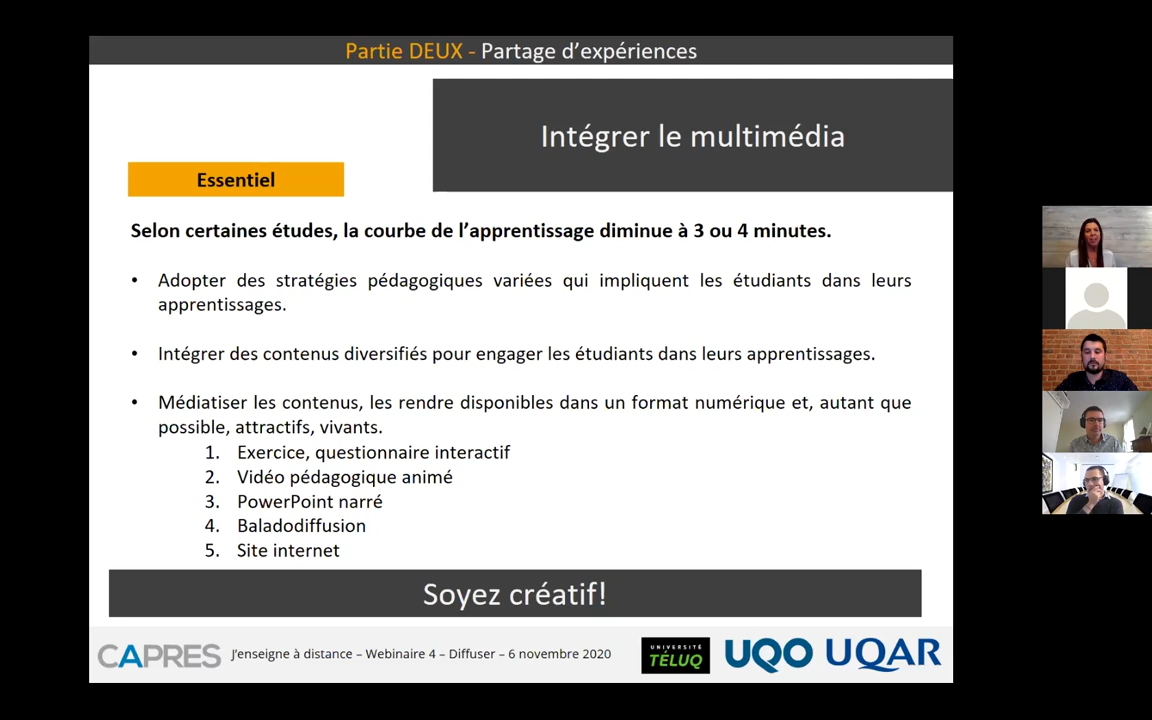 Partie DEUX - Partage d'expériences
Intégrer le multimédia
Essentiel
Selon certaines études, la courbe de l'apprentissage diminue à 3 ou 4 minutes.
• Adopter des stratégies pédagogiques variées qui impliquent les étudiants dans leurs
apprentissages.
• Intégrer des contenus diversifiés pour engager les étudiants dans leurs apprentissages.
• Médiatiser les contenus, les rendre disponibles dans un format numérique et, autant que
possible, attractifs, vivants.
1. Exercice, questionnaire interactif
2. Vidéo pédagogique animé
3. PowerPoint narré
4. Baladodiffusion
5. Site internet
Soyez créatif!
CAPRES J'enseigne à distance – Webinaire 4 – Diffuser – 6 novembre 2020
UNIVERSITÉ
TÉLUQ
UQO
UQAR